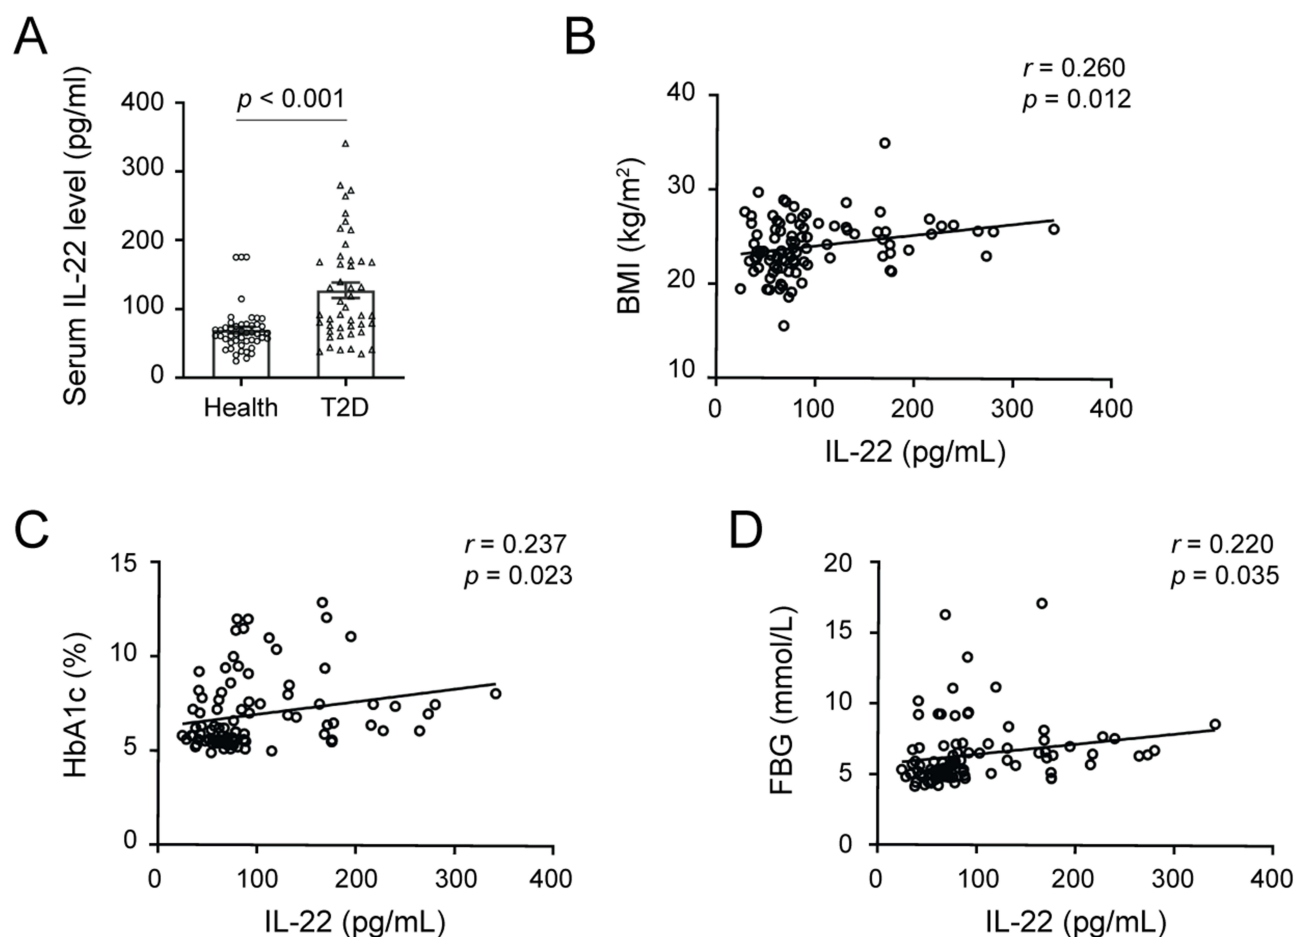 A
Serum IL-22 level (pg/ml)
400
300
200
100
0
p < 0.001
Health
T2D
B
r = 0.260
p = 0.012
BMI (kg/m²)
40
30
20
10
0
100
200
300
400
IL-22 (pg/mL)
C
r = 0.237
p = 0.023
HbA1c (%)
15
10
5
0
0
100
200
300
400
IL-22 (pg/mL)
D
r = 0.220
p = 0.035
FBG (mmol/L)
20
15
10
5
0
0
100
200
300
400
IL-22 (pg/mL)